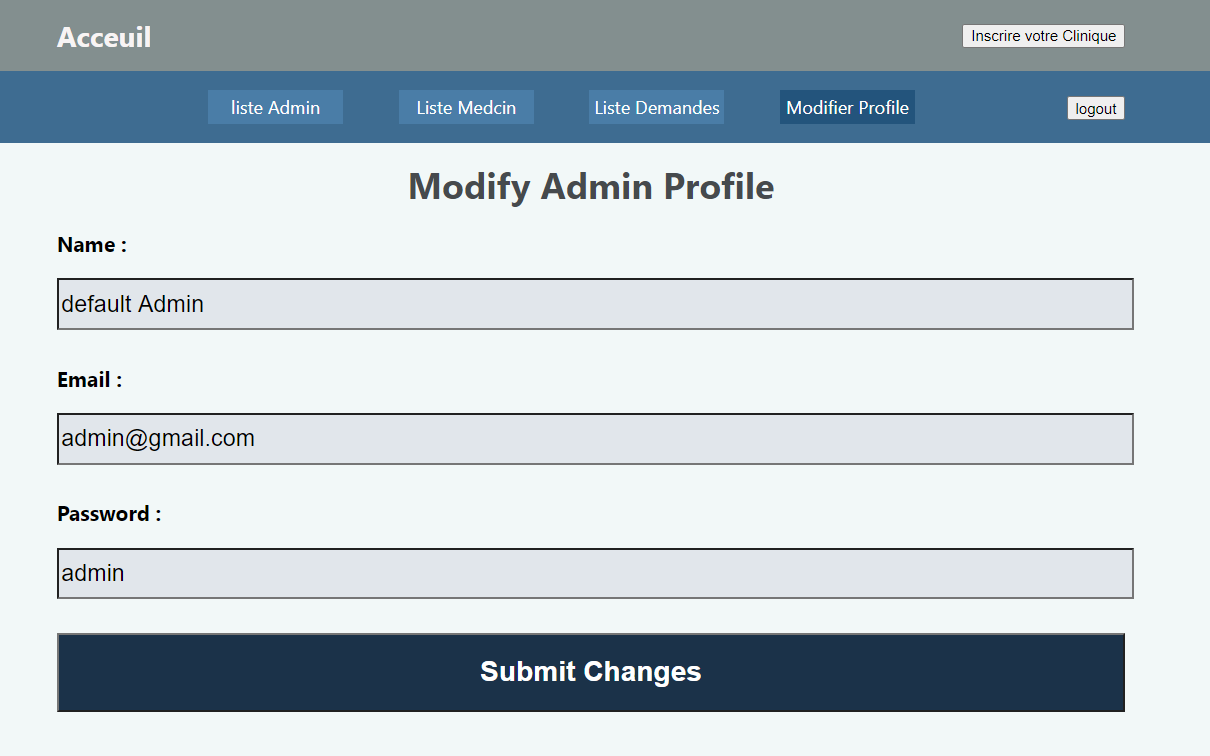 Acceuil
Inscrire votre Clinique
liste Admin
Liste Medcin
Liste Demandes
Modifier Profile
logout
Modify Admin Profile
Name :
default Admin
Email :
admin@gmail.com
Password :
admin
Submit Changes